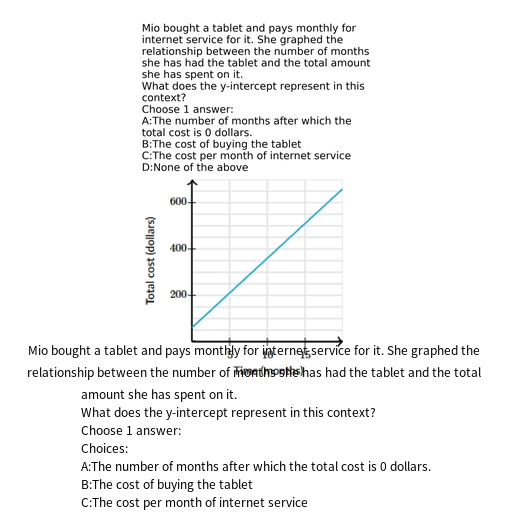 Mio bought a tablet and pays monthly for
internet service for it. She graphed the
relationship between the number of months
she has had the tablet and the total amount
she has spent on it.
What does the y-intercept represent in this
context?
Choose 1 answer:
A:The number of months after which the
total cost is 0 dollars.
B:The cost of buying the tablet
C:The cost per month of internet service
D:None of the above
600
400
200
Total cost (dollars)
5 10 15
Time (months)
Mio bought a tablet and pays monthly for internet service for it. She graphed the
relationship between the number of months she has had the tablet and the total
amount she has spent on it.
What does the y-intercept represent in this context?
Choose 1 answer:
Choices:
A:The number of months after which the total cost is 0 dollars.
B:The cost of buying the tablet
C:The cost per month of internet service